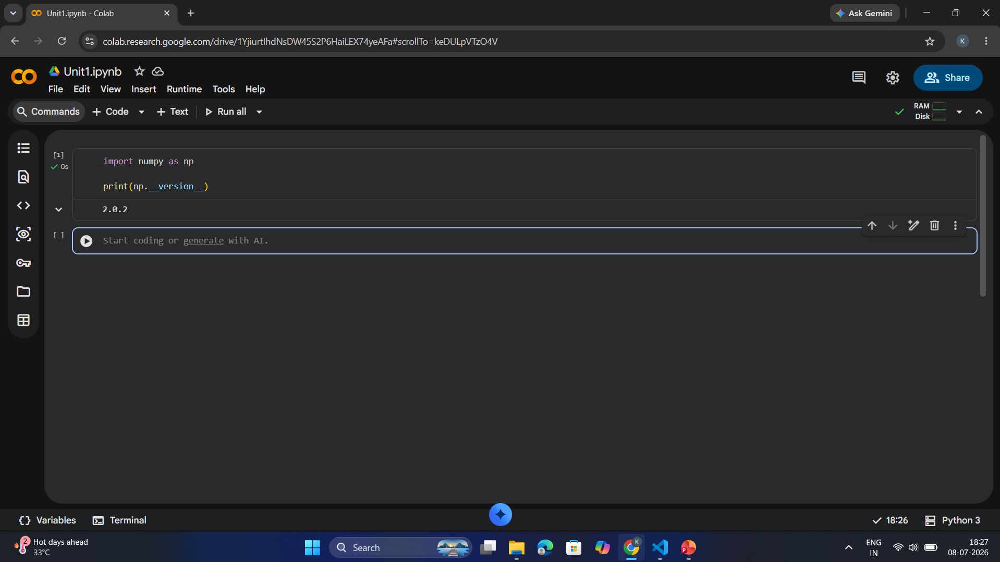 Unit1.ipynb - Colab
Ask Gemini
colab.research.google.com/drive/1YjiurtIhdNsDW45S2P6HaiLEX74yeAFa#scrollTo=keDULpVTzO4V
K
Unit1.ipynb
File Edit View Insert Runtime Tools Help
Share
Commands + Code + Text Run all
RAM
Disk
[1]
0s
import numpy as np
print(np.__version__)
2.0.2
[ ]
Start coding or generate with AI.
Variables Terminal
18:26 Python 3
2
Hot days ahead
33°C
Search
K
P
ENG
IN
18:27
08-07-2026